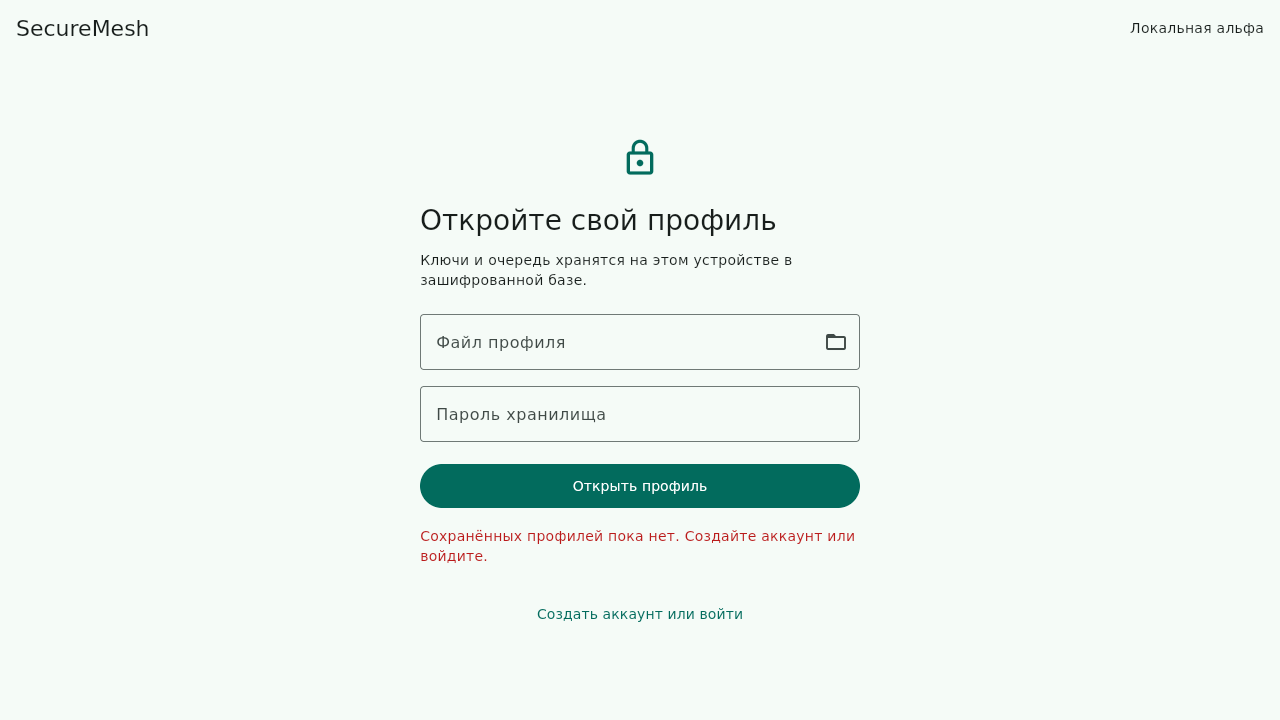 SecureMesh
Локальная альфа
Откройте свой профиль
Ключи и очередь хранятся на этом устройстве в
зашифрованной базе.
Файл профиля
Пароль хранилища
Открыть профиль
Сохранённых профилей пока нет. Создайте аккаунт или
войдите.
Создать аккаунт или войти